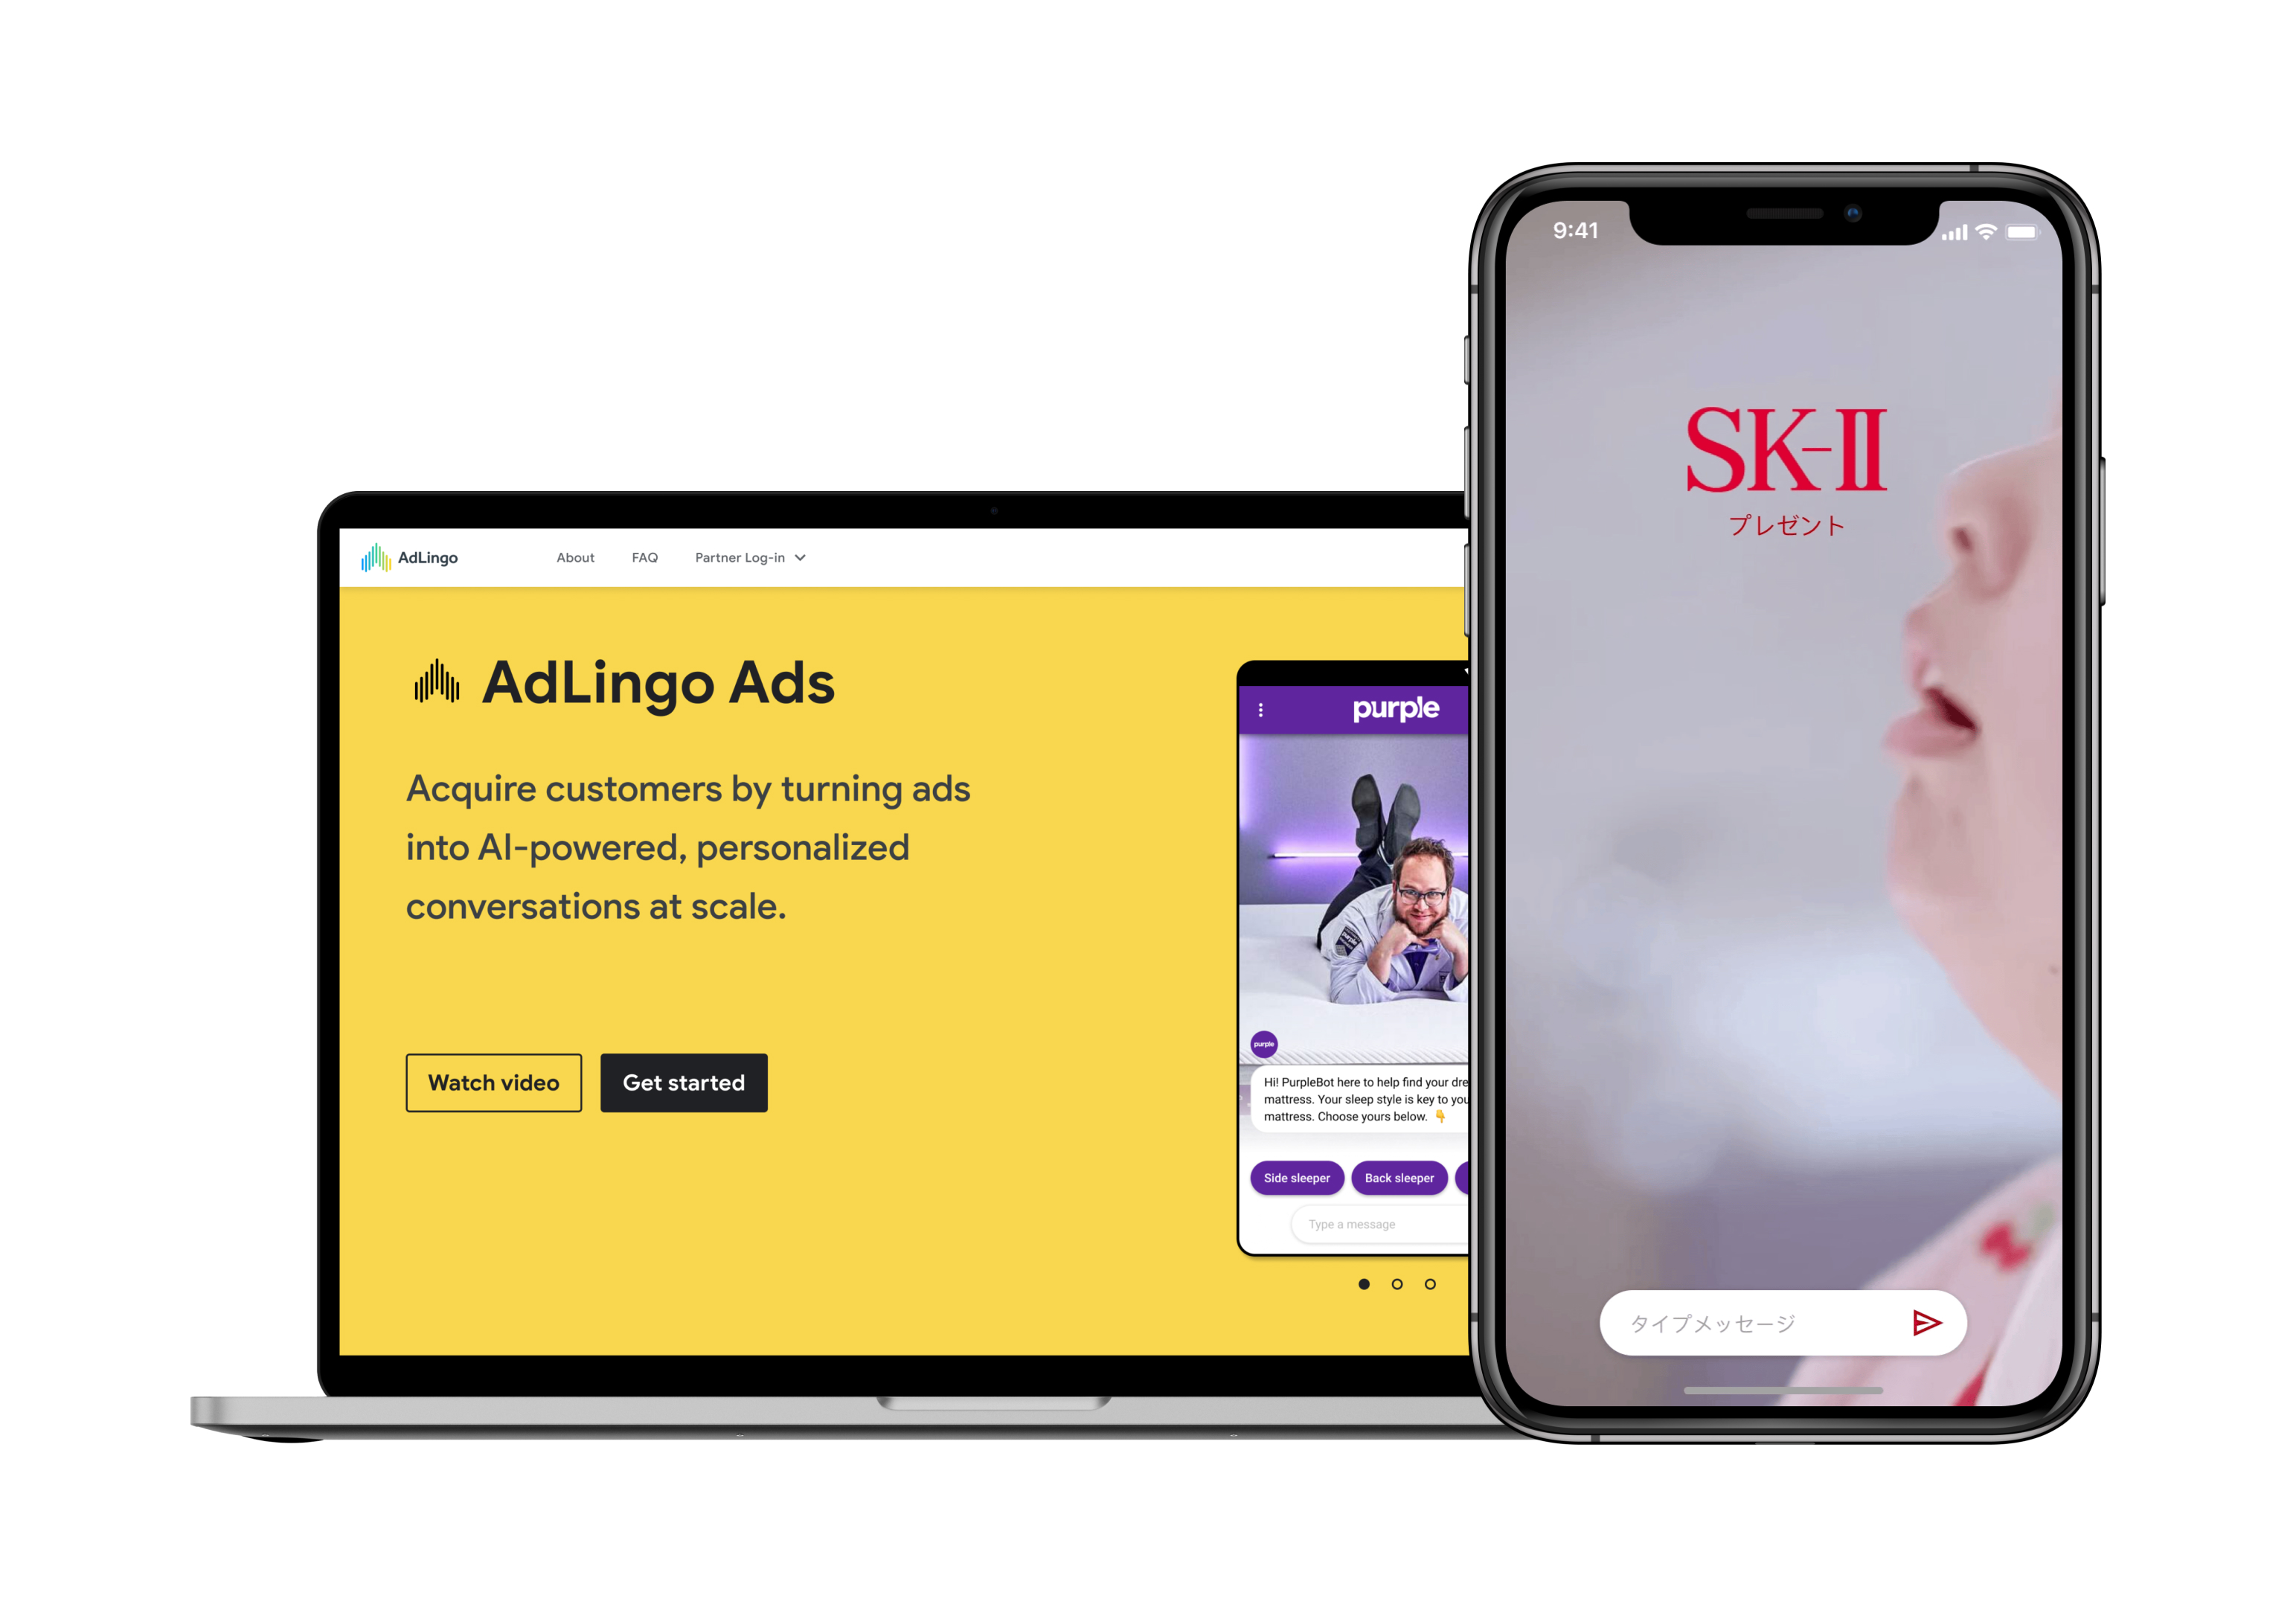 AdLingo
About
FAQ
Partner Log-in
AdLingo Ads
Acquire customers by turning ads
into AI-powered, personalized
conversations at scale.
Watch video
Get started
purple
purple
Hi! PurpleBot here to help find your dre
mattress. Your sleep style is key to you
mattress. Choose yours below. 👇
Side sleeper
Back sleeper
Type a message
9:41
SK-II
プレゼント
タイプメッセージ